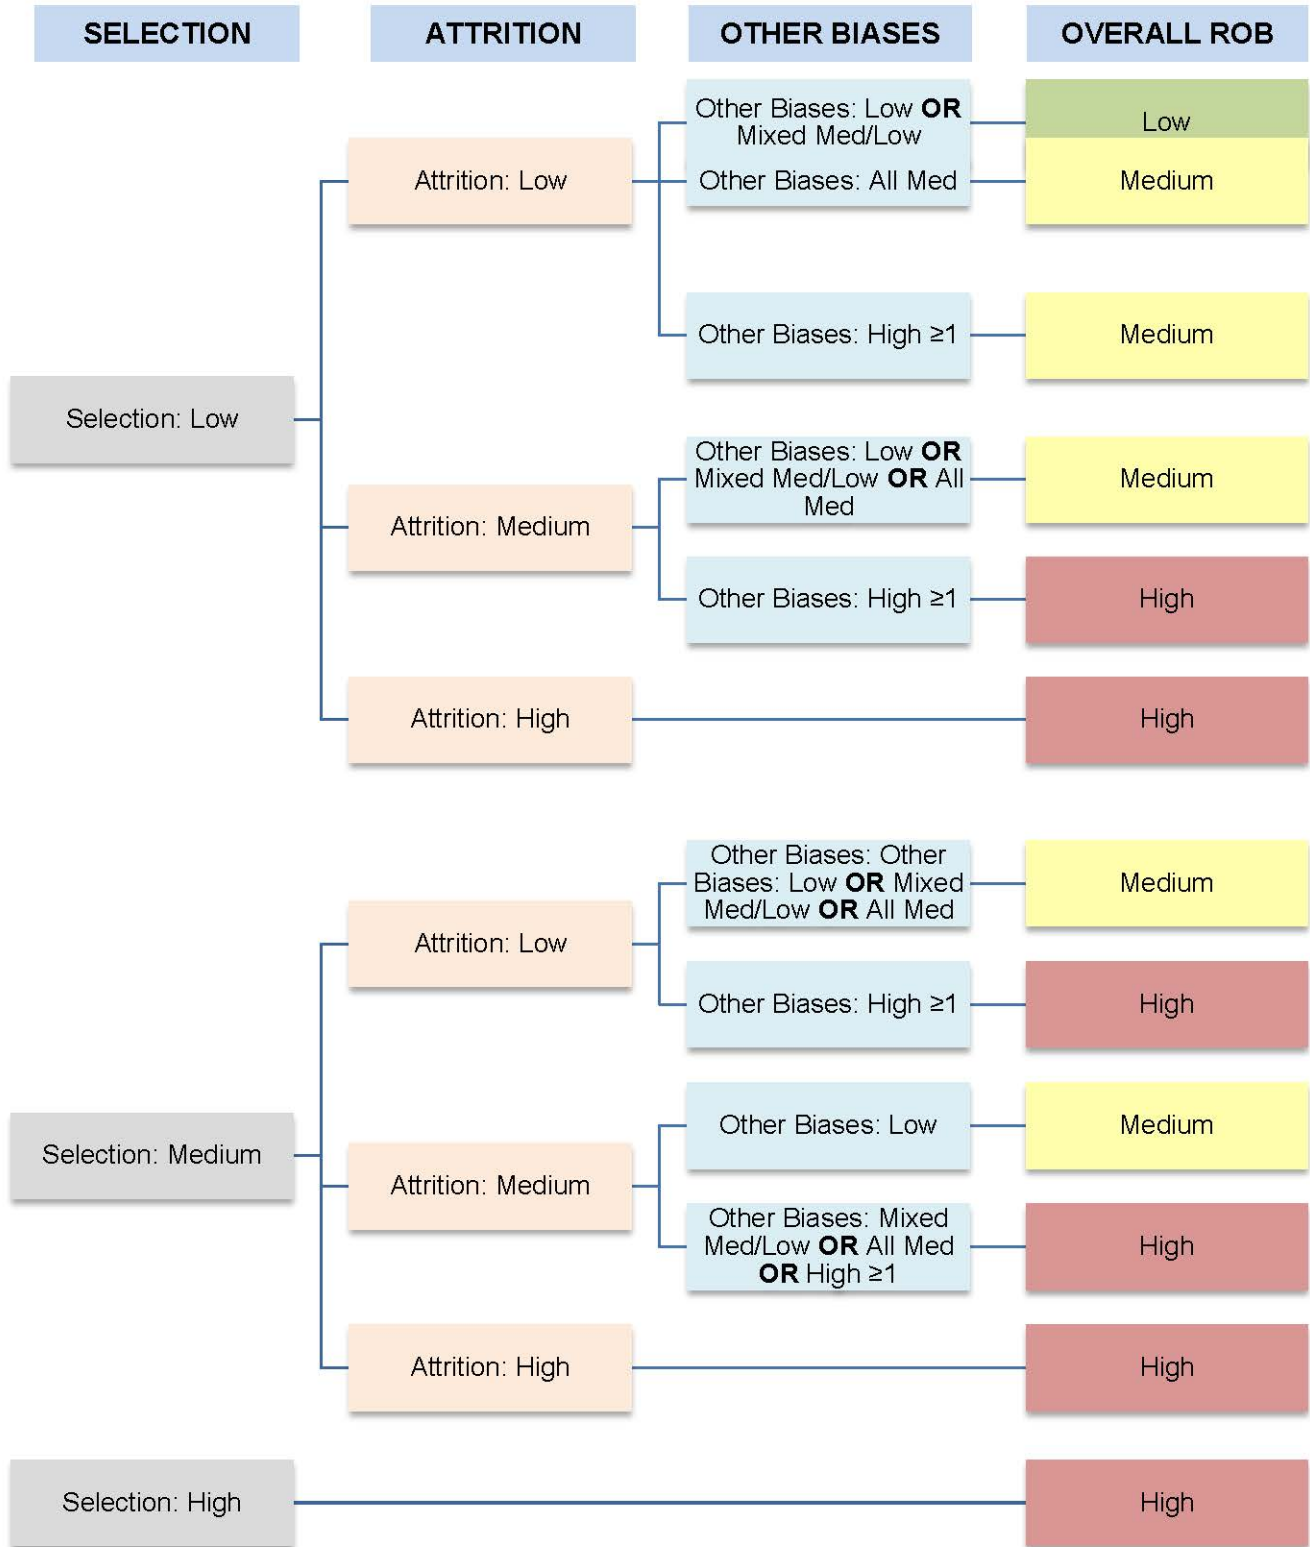 SELECTION
ATTRITION
OTHER BIASES
OVERALL ROB
Selection: Low
Attrition: Low
Other Biases: Low OR
Mixed Med/Low
Low
Other Biases: All Med
Medium
Other Biases: High ≥1
Medium
Attrition: Medium
Other Biases: Low OR
Mixed Med/Low OR All
Med
Medium
Other Biases: High ≥1
High
Attrition: High
High
Selection: Medium
Attrition: Low
Other Biases: Other
Biases: Low OR Mixed
Med/Low OR All Med
Medium
Other Biases: High ≥1
High
Attrition: Medium
Other Biases: Low
Medium
Other Biases: Mixed
Med/Low OR All Med
OR High ≥1
High
Attrition: High
High
Selection: High
High